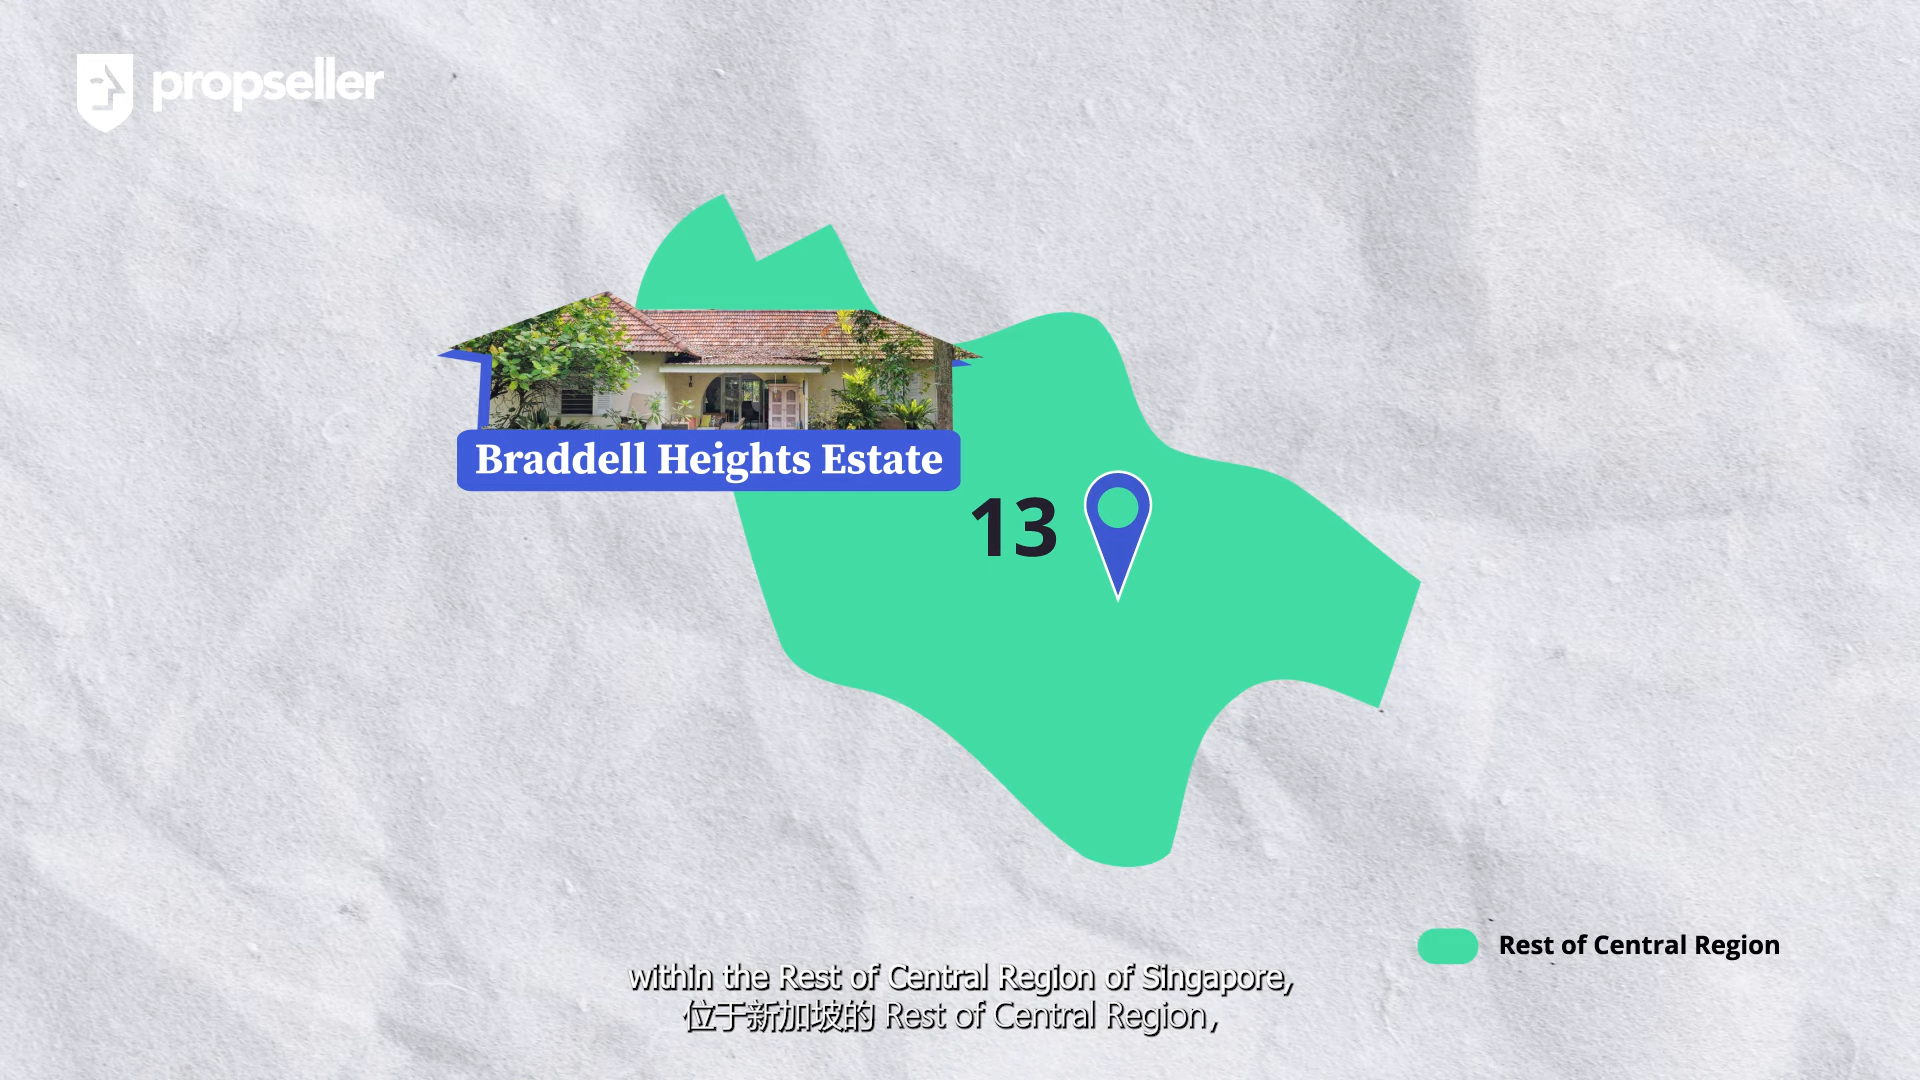 propseller
Braddell Heights Estate
13
Rest of Central Region
within the Rest of Central Region of Singapore,
位于新加坡的 Rest of Central Region，